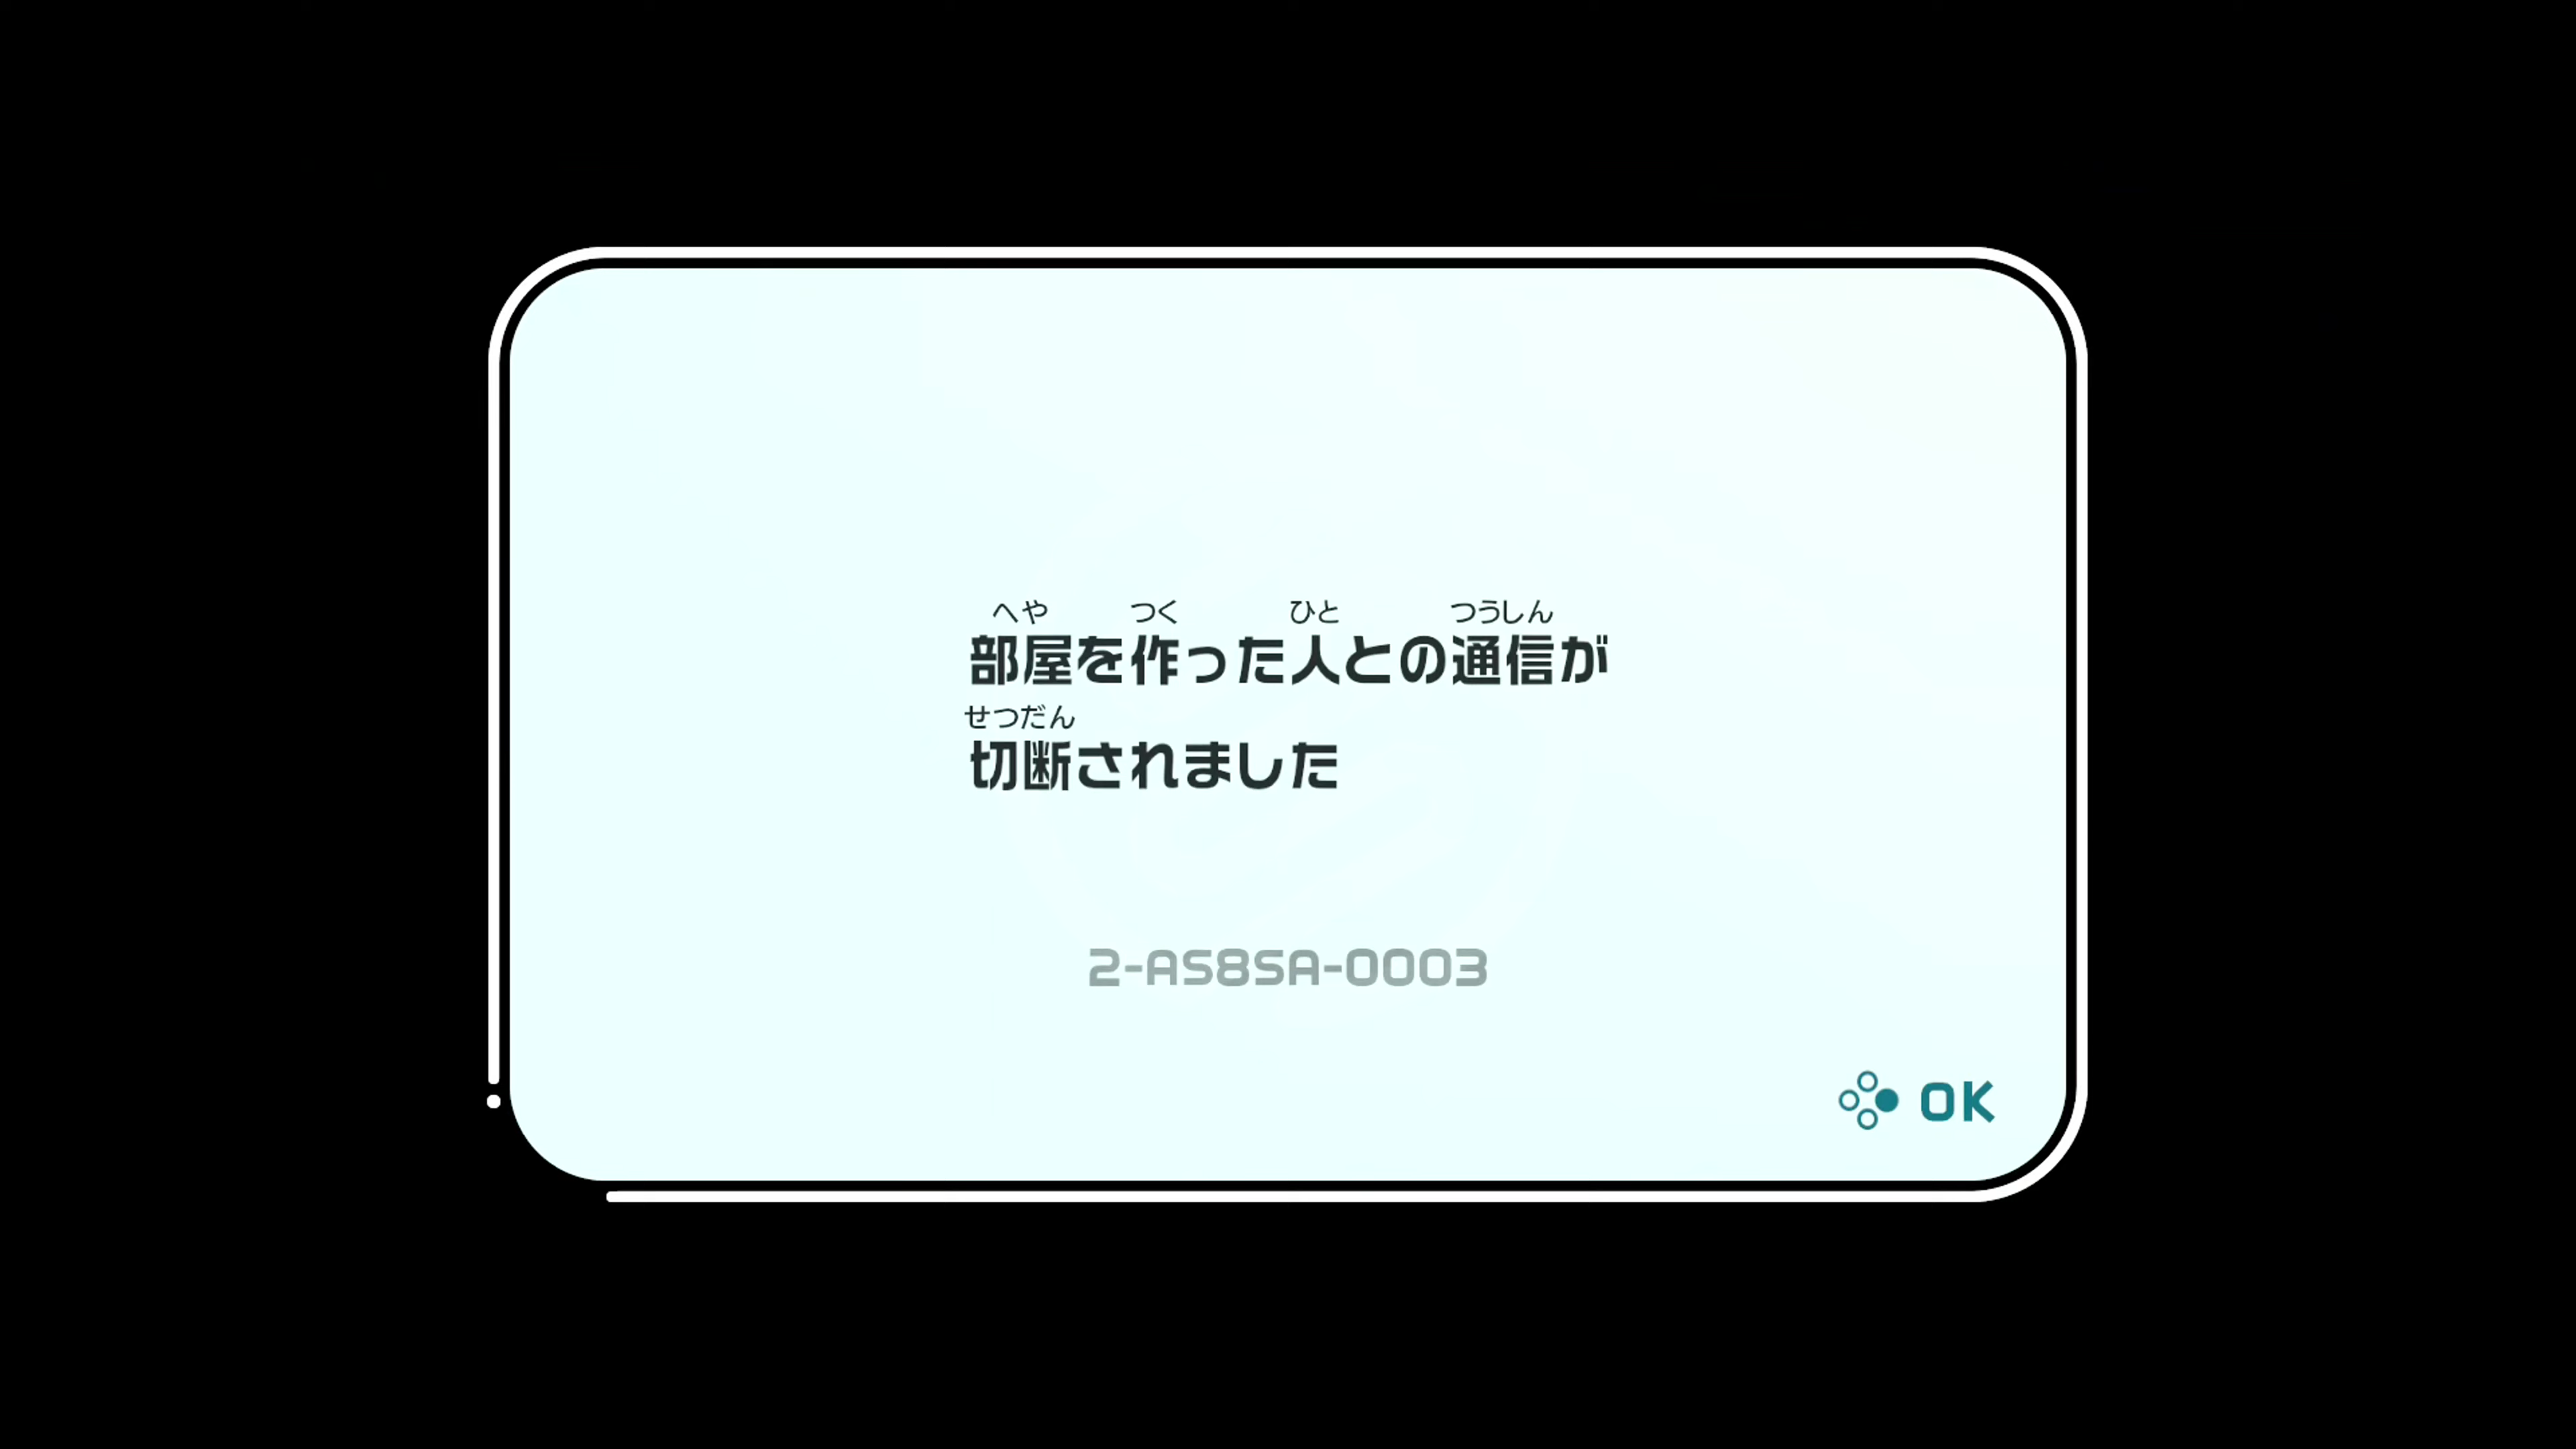 へや つく ひと つうしん
部屋を作った人との通信が
せつだん
切断されました
2-AS8SA-0003
OK